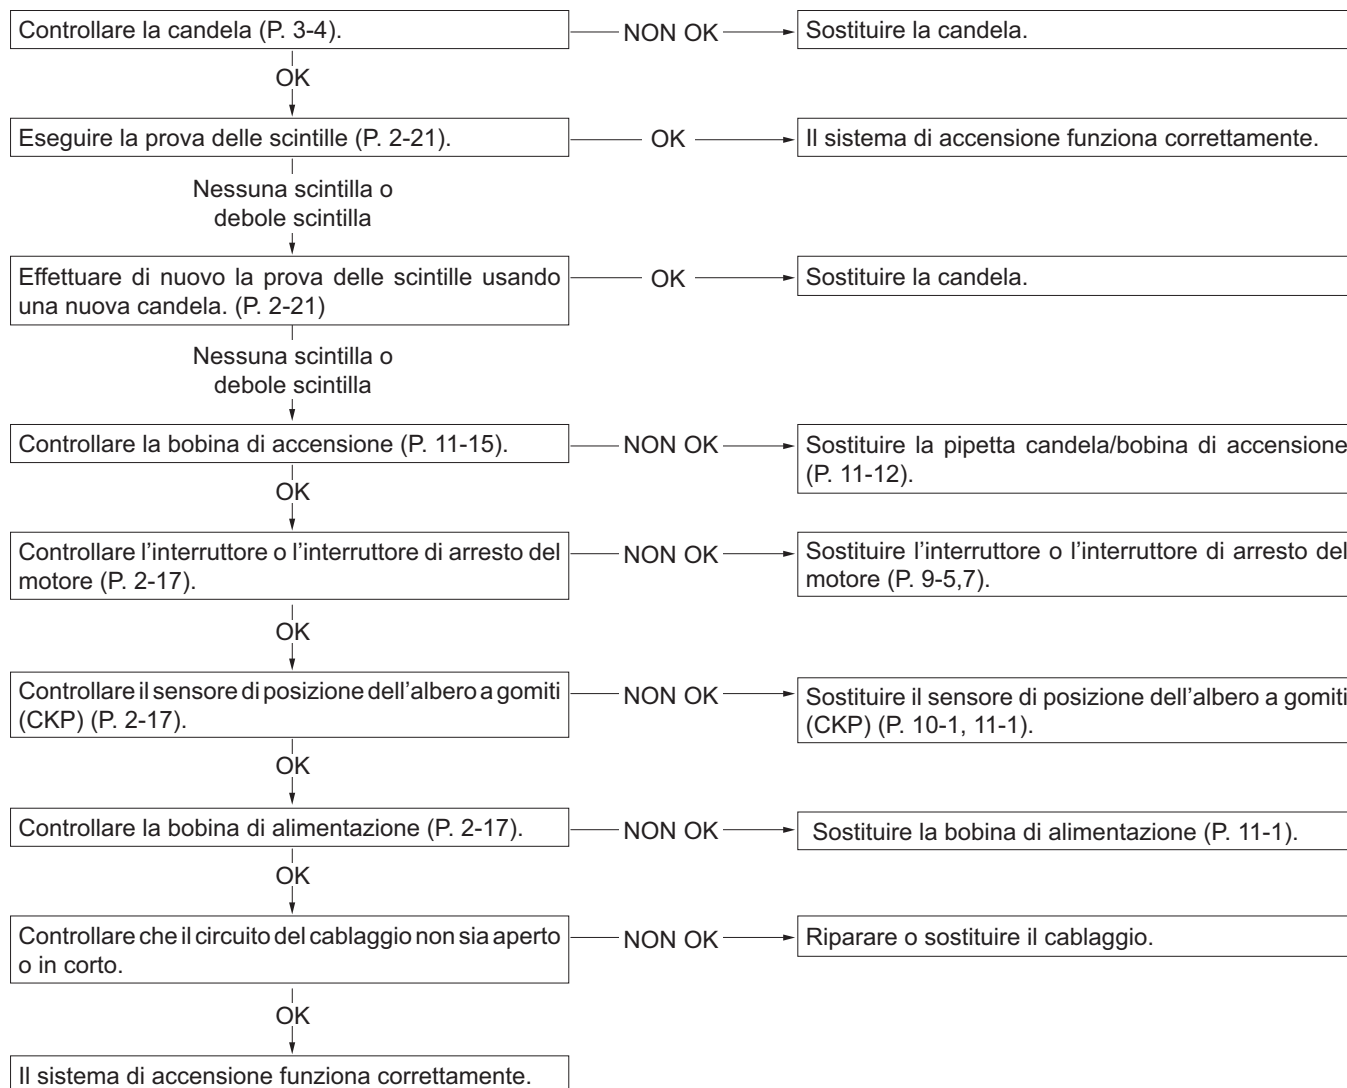 Controllare la candela (P. 3-4).
NON OK
Sostituire la candela.
OK
Eseguire la prova delle scintille (P. 2-21).
OK
Il sistema di accensione funziona correttamente.
Nessuna scintilla o
debole scintilla
Effettuare di nuovo la prova delle scintille usando
una nuova candela. (P. 2-21)
OK
Sostituire la candela.
Nessuna scintilla o
debole scintilla
Controllare la bobina di accensione (P. 11-15).
NON OK
Sostituire la pipetta candela/bobina di accensione
(P. 11-12).
OK
Controllare l'interruttore o l'interruttore di arresto del
motore (P. 2-17).
NON OK
Sostituire l'interruttore o l'interruttore di arresto del
motore (P. 9-5,7).
OK
Controllare il sensore di posizione dell'albero a gomiti
(CKP) (P. 2-17).
NON OK
Sostituire il sensore di posizione dell'albero a gomiti
(CKP) (P. 10-1, 11-1).
OK
Controllare la bobina di alimentazione (P. 2-17).
NON OK
Sostituire la bobina di alimentazione (P. 11-1).
OK
Controllare che il circuito del cablaggio non sia aperto
o in corto.
NON OK
Riparare o sostituire il cablaggio.
OK
Il sistema di accensione funziona correttamente.